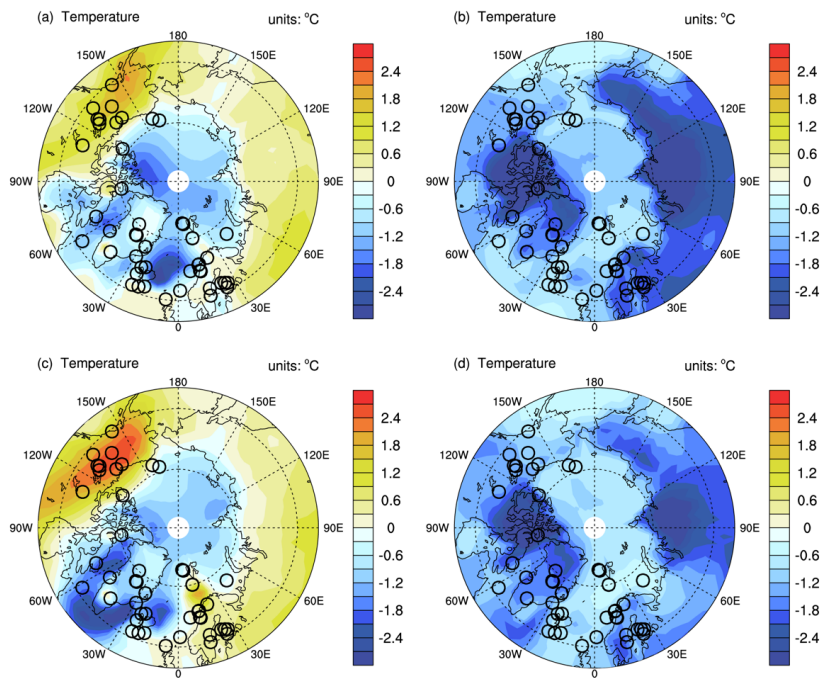 (a) Temperature units: °C
180
150W 150E
120W 120E
90W 90E
60W 60E
30W 30E
0
2.4
1.8
1.2
0.6
0
-0.6
-1.2
-1.8
-2.4
(b) Temperature units: °C
180
150W 150E
120W 120E
90W 90E
60W 60E
30W 30E
0
2.4
1.8
1.2
0.6
0
-0.6
-1.2
-1.8
-2.4
(c) Temperature units: °C
180
150W 150E
120W 120E
90W 90E
60W 60E
30W 30E
0
2.4
1.8
1.2
0.6
0
-0.6
-1.2
-1.8
-2.4
(d) Temperature units: °C
180
150W 150E
120W 120E
90W 90E
60W 60E
30W 30E
0
2.4
1.8
1.2
0.6
0
-0.6
-1.2
-1.8
-2.4